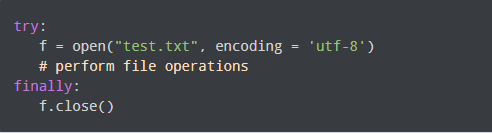 try:
   f = open("test.txt", encoding = 'utf-8')
   # perform file operations
finally:
   f.close()